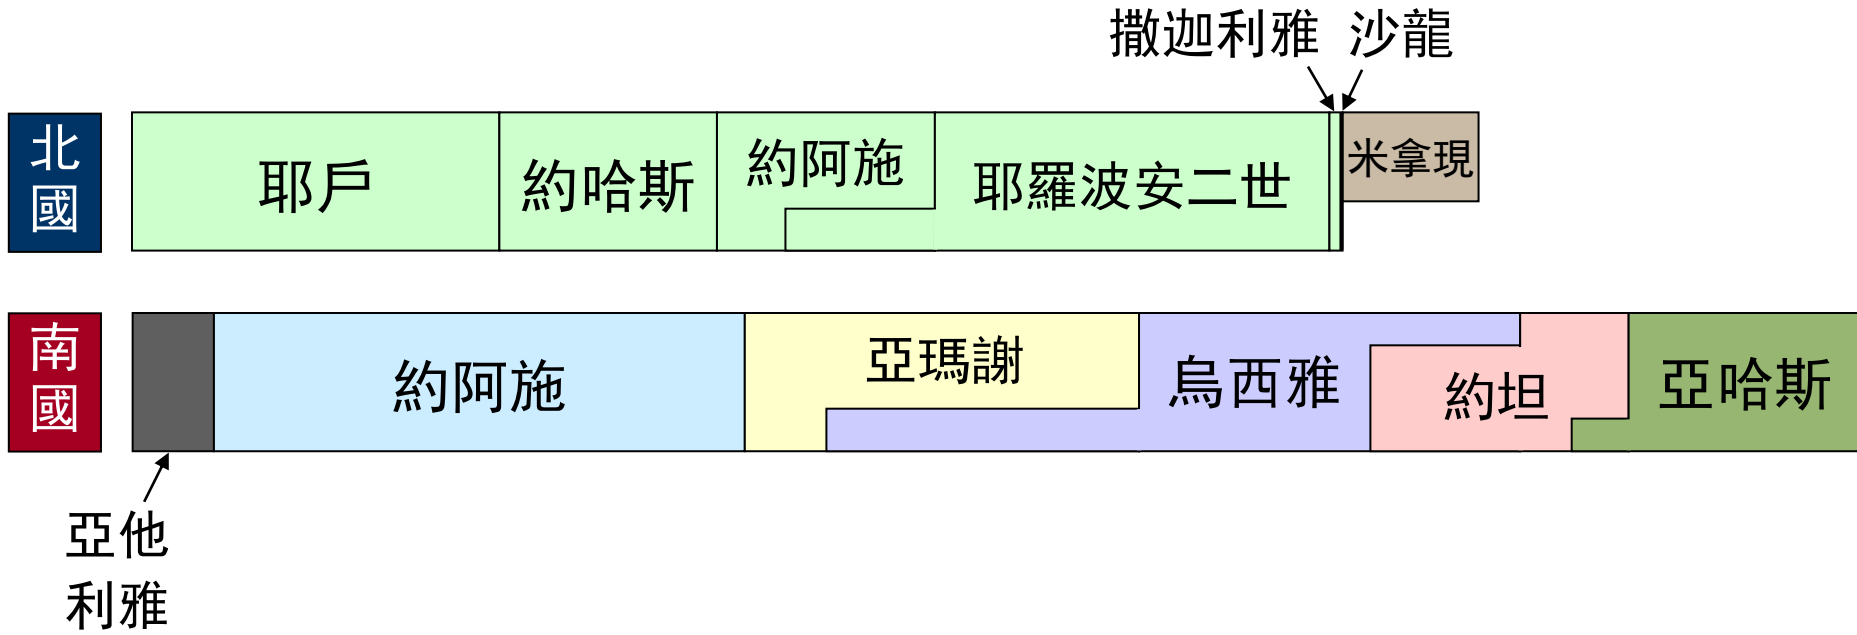 撒迦利雅 沙龍
北
國
耶戶
約哈斯
約阿施
耶羅波安二世
米拿現
南
國
約阿施
亞瑪謝
烏西雅
約坦
亞哈斯
亞他
利雅